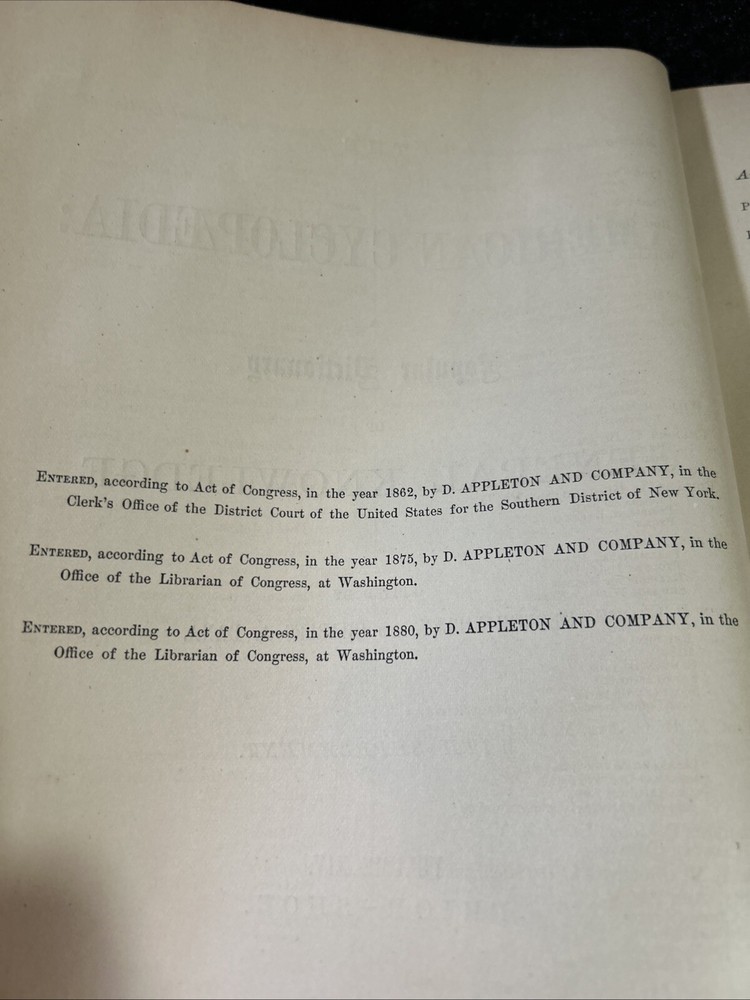 ENTERED, according to Act of Congress, in the year 1862, by D. APPLETON AND COMPANY, in the
Clerk's Office of the District Court of the United States for the Southern District of New York.
ENTERED, according to Act of Congress, in the year 1875, by D. APPLETON AND COMPANY, in the
Office of the Librarian of Congress, at Washington.
ENTERED, according to Act of Congress, in the year 1880, by D. APPLETON AND COMPANY, in the
Office of the Librarian of Congress, at Washington.